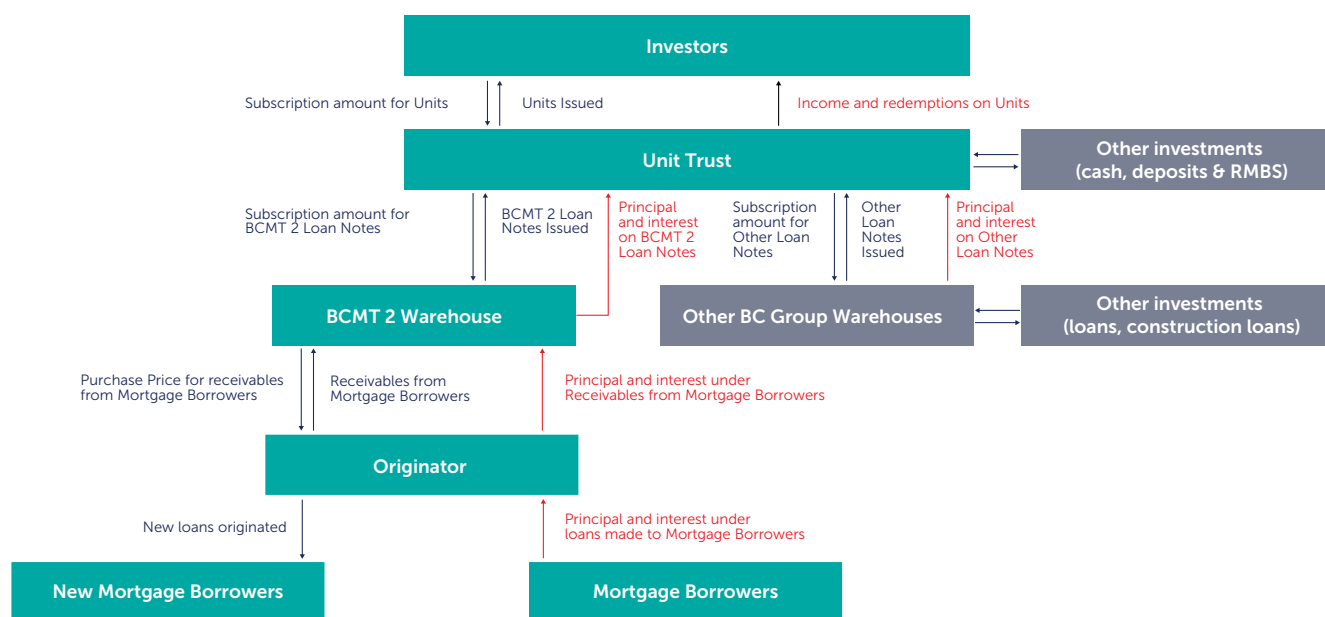 Investors
Subscription amount for Units
Units Issued
Income and redemptions on Units
Unit Trust
Other investments
(cash, deposits & RMBS)
Subscription amount for
BCMT 2 Loan Notes
BCMT 2 Loan
Notes Issued
Principal
and interest
on BCMT 2
Loan Notes
Subscription
amount for
Other Loan
Notes
Other
Loan
Notes
Issued
Principal
and interest
on Other
Loan Notes
BCMT 2 Warehouse
Other BC Group Warehouses
Other investments
(loans, construction loans)
Purchase Price for receivables
from Mortgage Borrowers
Receivables from
Mortgage Borrowers
Principal and interest under
Receivables from Mortgage Borrowers
Originator
New loans originated
Principal and interest under
loans made to Mortgage Borrowers
New Mortgage Borrowers
Mortgage Borrowers